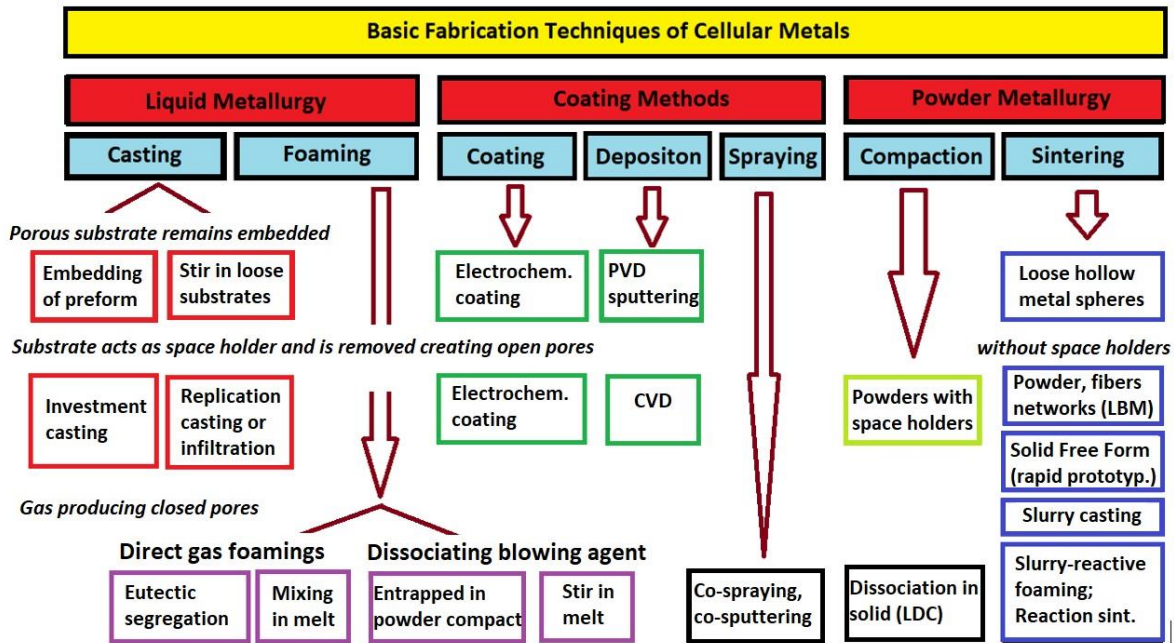 Basic Fabrication Techniques of Cellular Metals
Liquid Metallurgy
Coating Methods
Powder Metallurgy
Casting
Foaming
Coating
Depositon
Spraying
Compaction
Sintering
Porous substrate remains embedded
Embedding
of preform
Stir in loose
substrates
Electrochem.
coating
PVD
sputtering
Loose hollow
metal spheres
Substrate acts as space holder and is removed creating open pores
without space holders
Investment
casting
Replication
casting or
infiltration
Electrochem.
coating
CVD
Powders with
space holders
Powder, fibers
networks (LBM)
Solid Free Form
(rapid prototyp.)
Slurry casting
Gas producing closed pores
Direct gas foamings
Dissociating blowing agent
Eutectic
segregation
Mixing
in melt
Entrapped in
powder compact
Stir in
melt
Co-spraying,
co-sputtering
Dissociation in
solid (LDC)
Slurry-reactive
foaming;
Reaction sint.